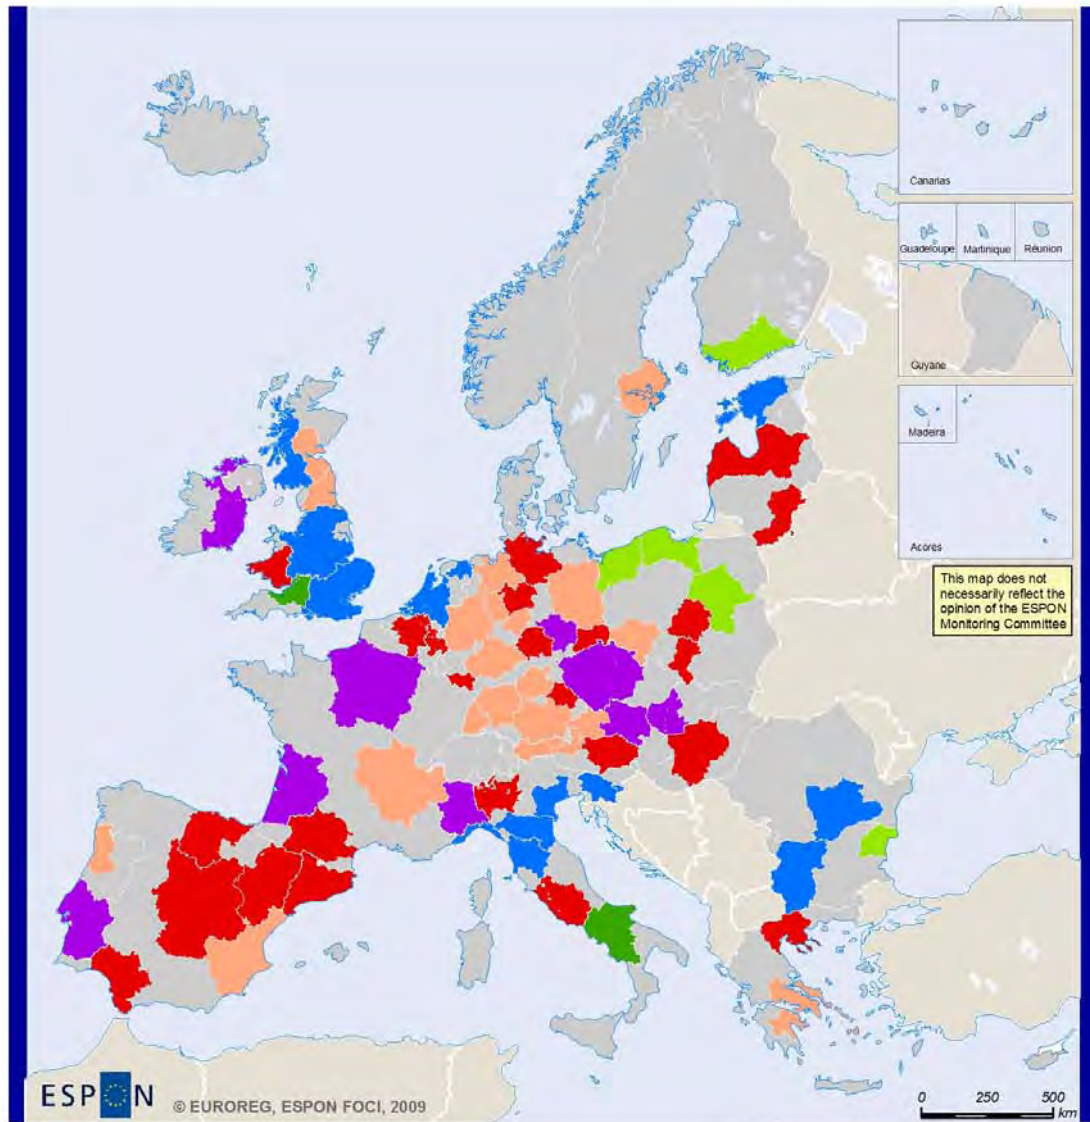 Canarias
Guadeloupe
Martinique
Réunion
Guyane
Madeira
Acores
This map does not
necessarily reflect the
opinion of the ESPON
Monitoring Committee
ESPON
© EUROREG, ESPON FOCI, 2009
0 250 500
km